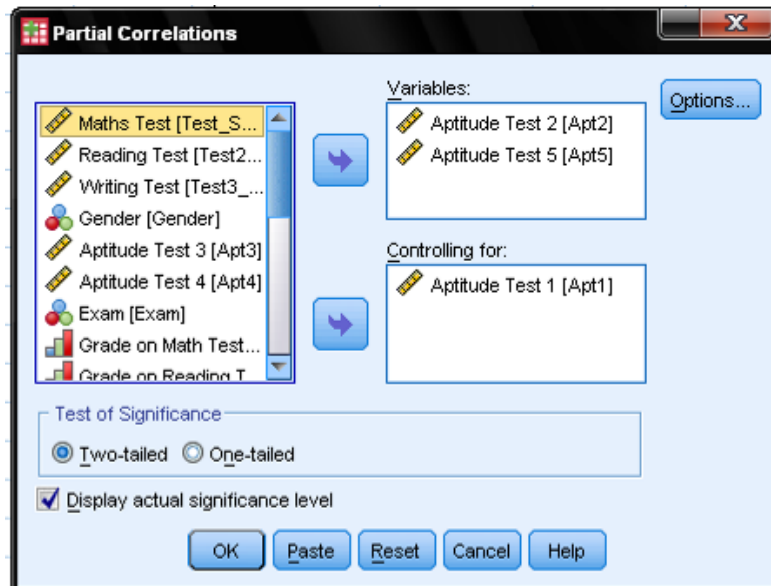 Partial Correlations
Maths Test [Test_S...
Reading Test [Test2...
Writing Test [Test3_...
Gender [Gender]
Aptitude Test 3 [Apt3]
Aptitude Test 4 [Apt4]
Exam [Exam]
Grade on Math Test...
Grade on Reading T
Variables:
Aptitude Test 2 [Apt2]
Aptitude Test 5 [Apt5]
Options...
Controlling for:
Aptitude Test 1 [Apt1]
Test of Significance
Two-tailed One-tailed
Display actual significance level
OK Paste Reset Cancel Help